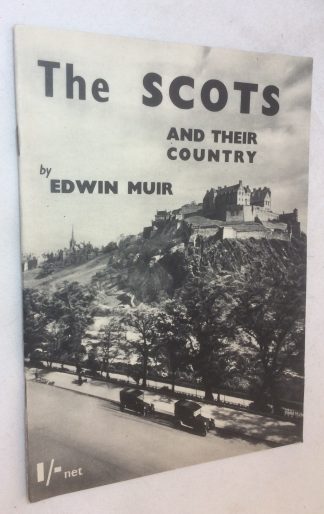 The SCOTS
AND THEIR
COUNTRY
by
EDWIN MUIR
1/- net